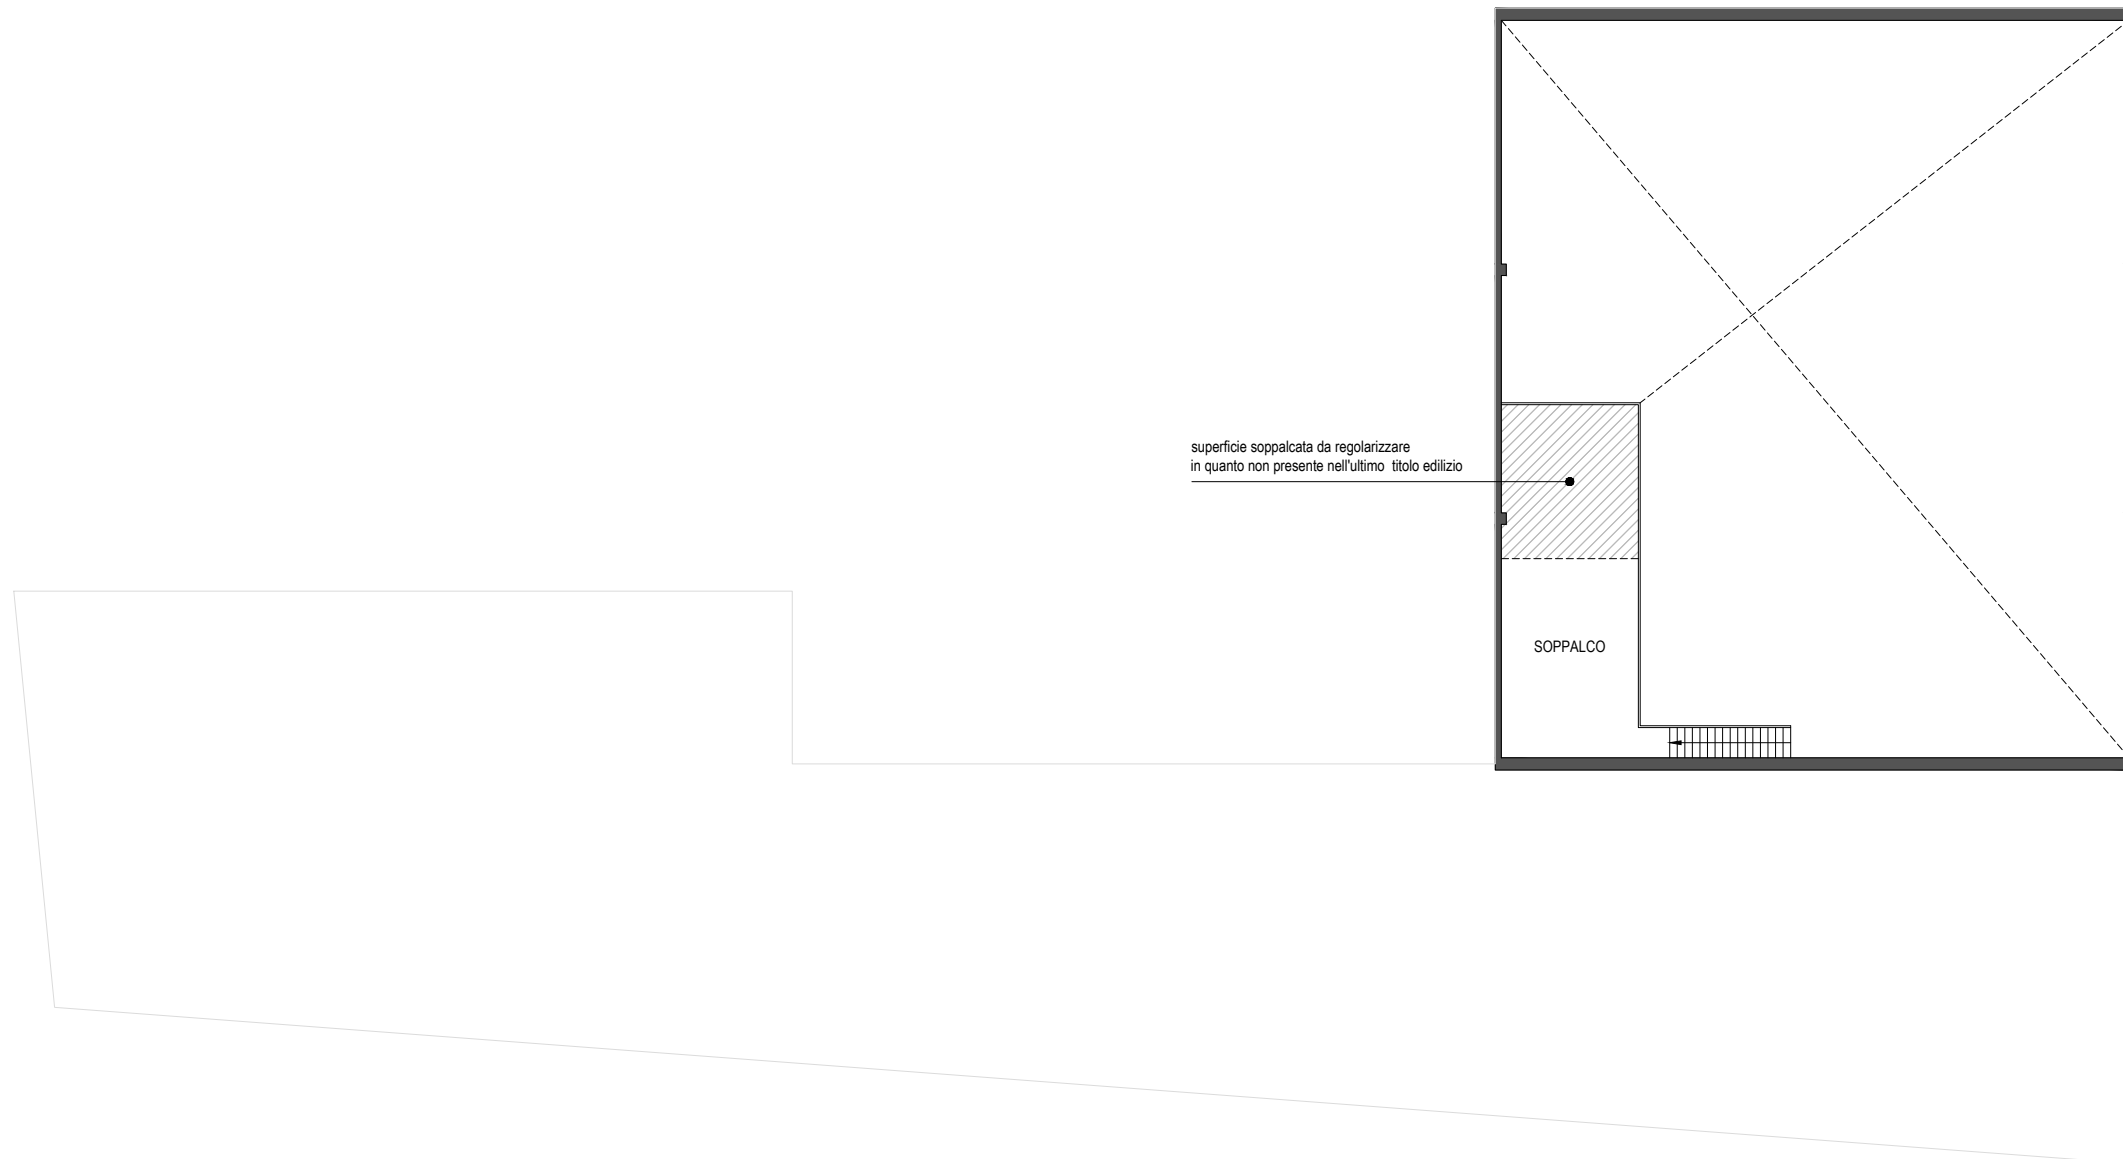 superficie soppalcata da regolarizzare
in quanto non presente nell'ultimo titolo edilizio
SOPPALCO